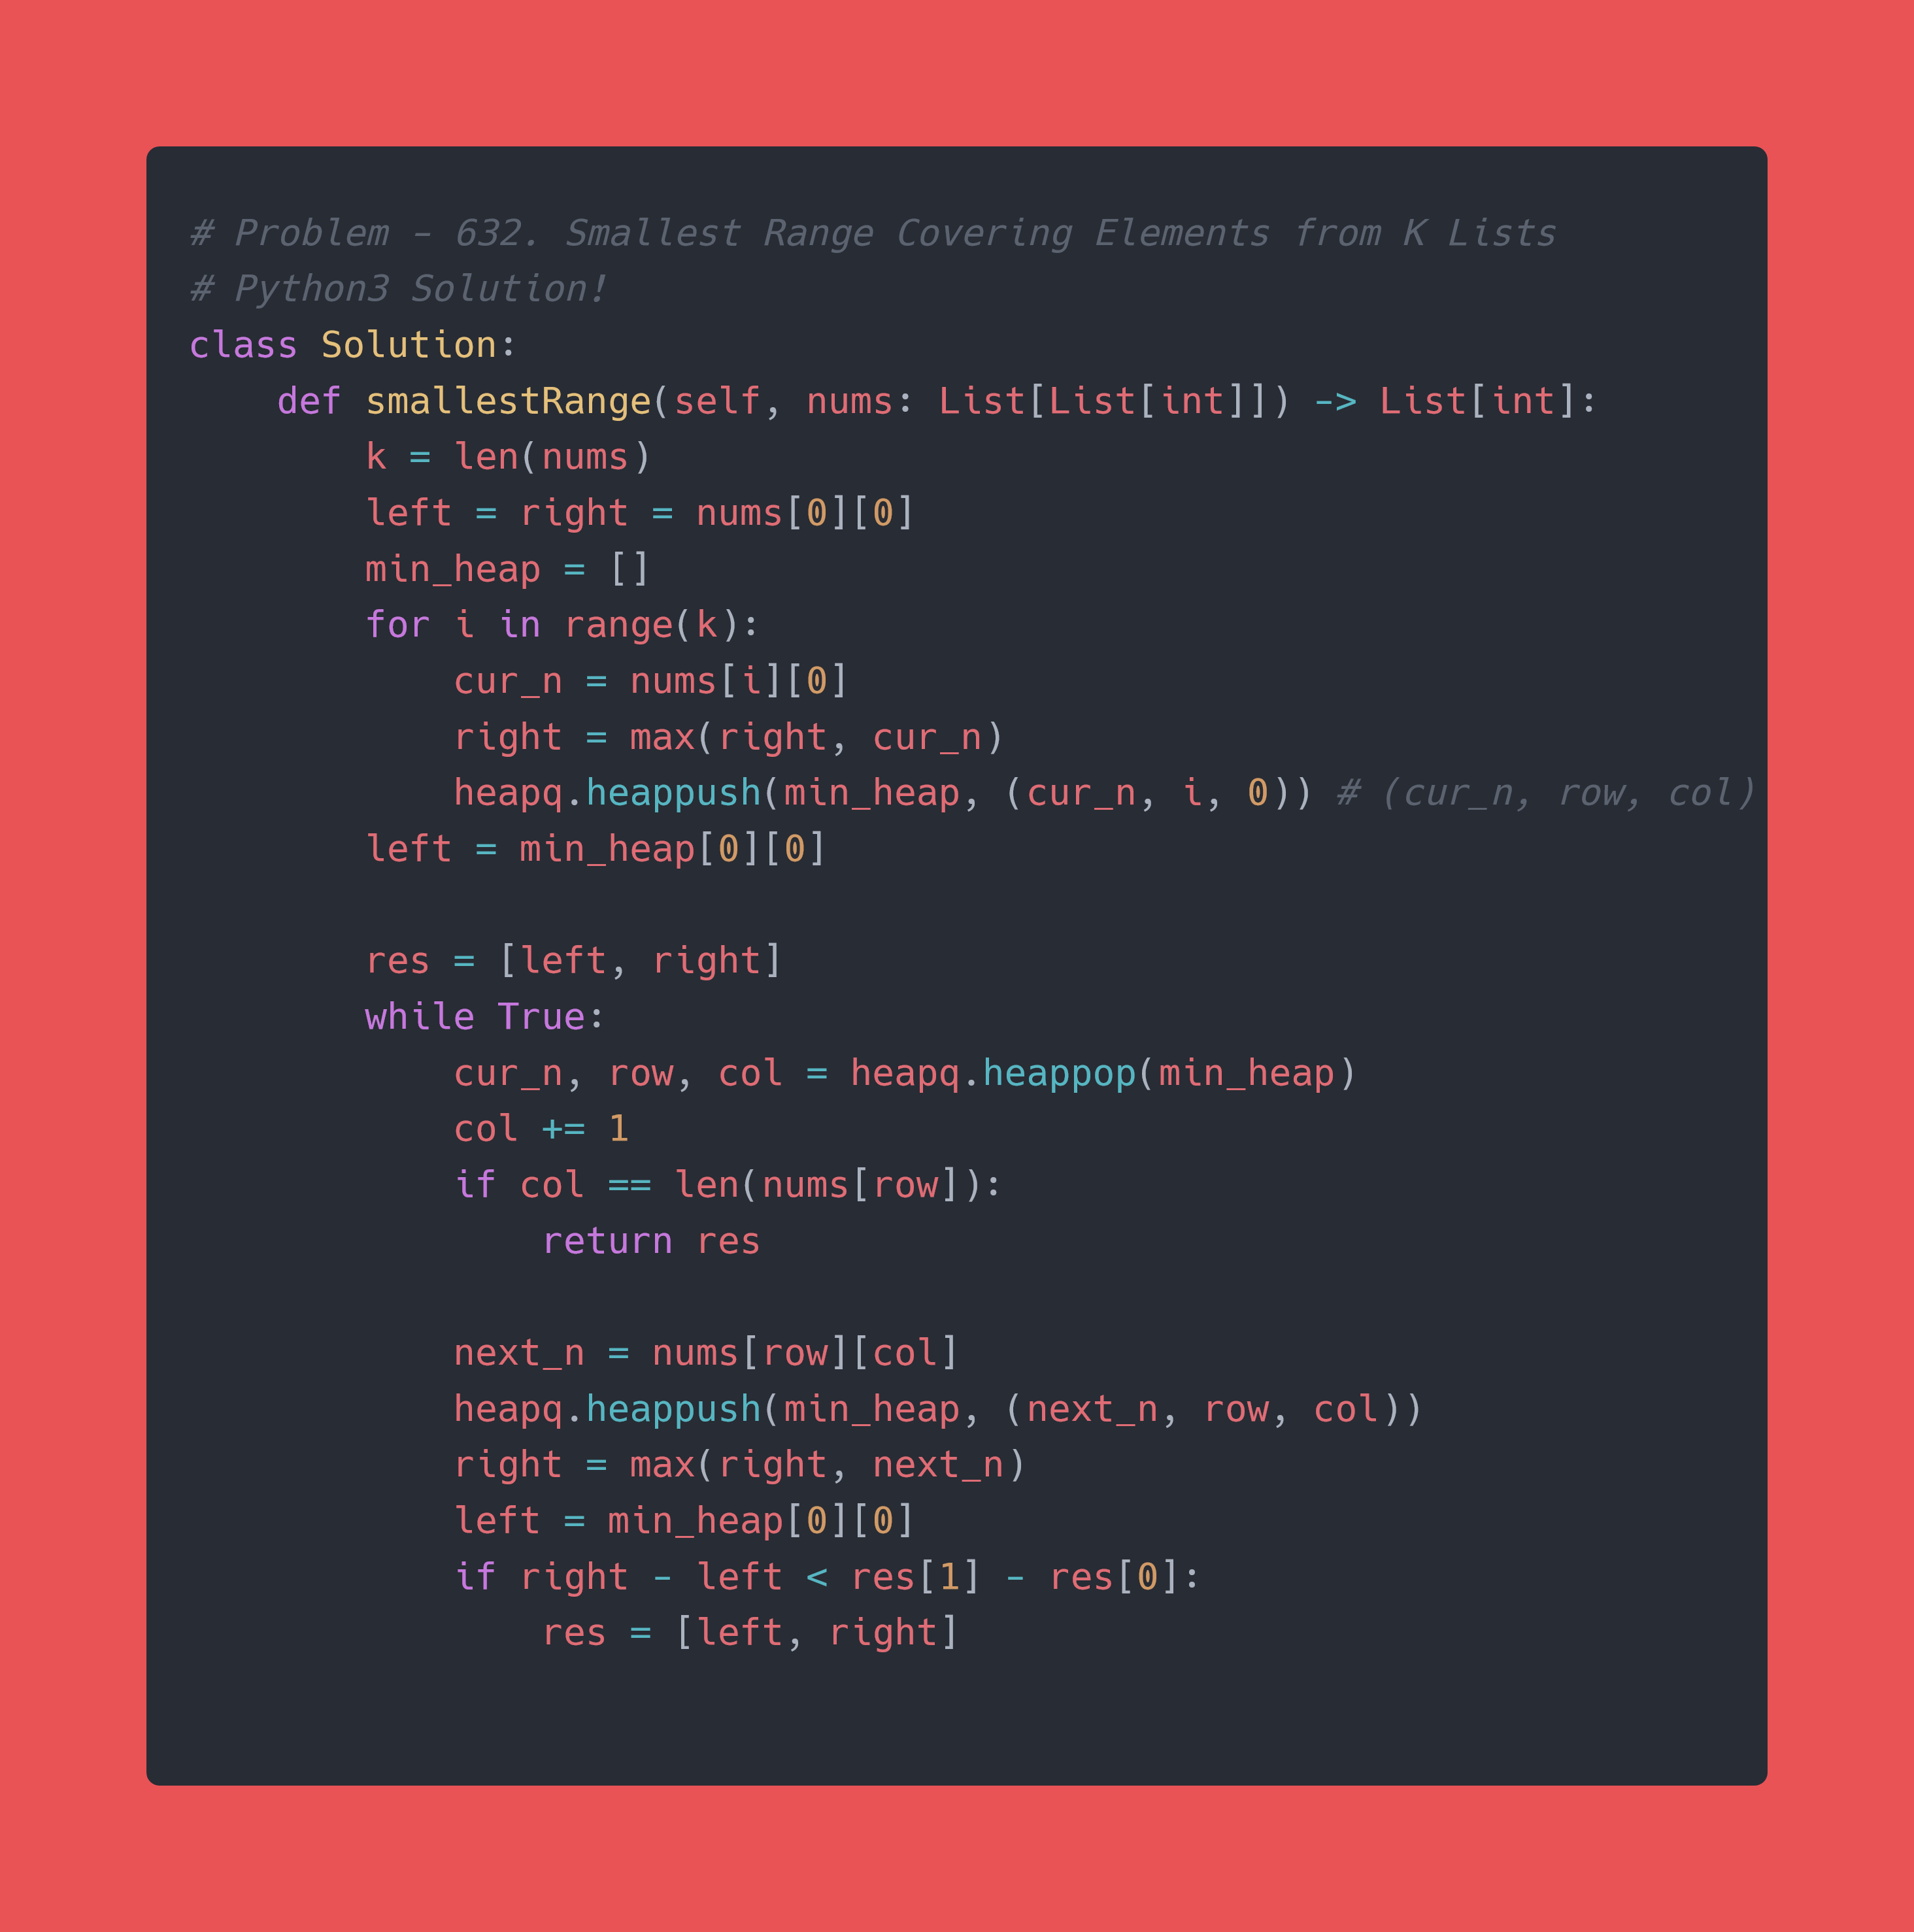 # Problem - 632. Smallest Range Covering Elements from K Lists
# Python3 Solution!
class Solution:
    def smallestRange(self, nums: List[List[int]]) -> List[int]:
        k = len(nums)
        left = right = nums[0][0]
        min_heap = []
        for i in range(k):
            cur_n = nums[i][0]
            right = max(right, cur_n)
            heapq.heappush(min_heap, (cur_n, i, 0)) # (cur_n, row, col)
        left = min_heap[0][0]

        res = [left, right]
        while True:
            cur_n, row, col = heapq.heappop(min_heap)
            col += 1
            if col == len(nums[row]):
                return res

            next_n = nums[row][col]
            heapq.heappush(min_heap, (next_n, row, col))
            right = max(right, next_n)
            left = min_heap[0][0]
            if right - left < res[1] - res[0]:
                res = [left, right]